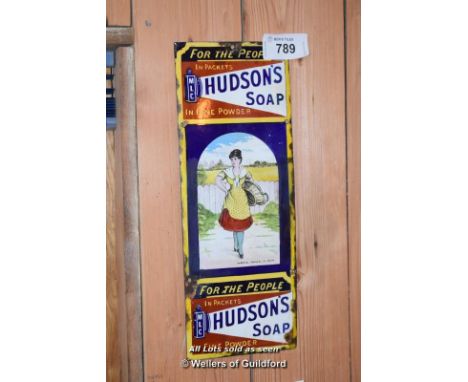 789
FOR THE PEOPLE
IN PACKETS
HUDSON'S
SOAP
IN FINE POWDER
FOR THE PEOPLE
IN PACKETS
HUDSON'S
SOAP
FINE POWDER
All lots sold as seen
Wellers of Guildford